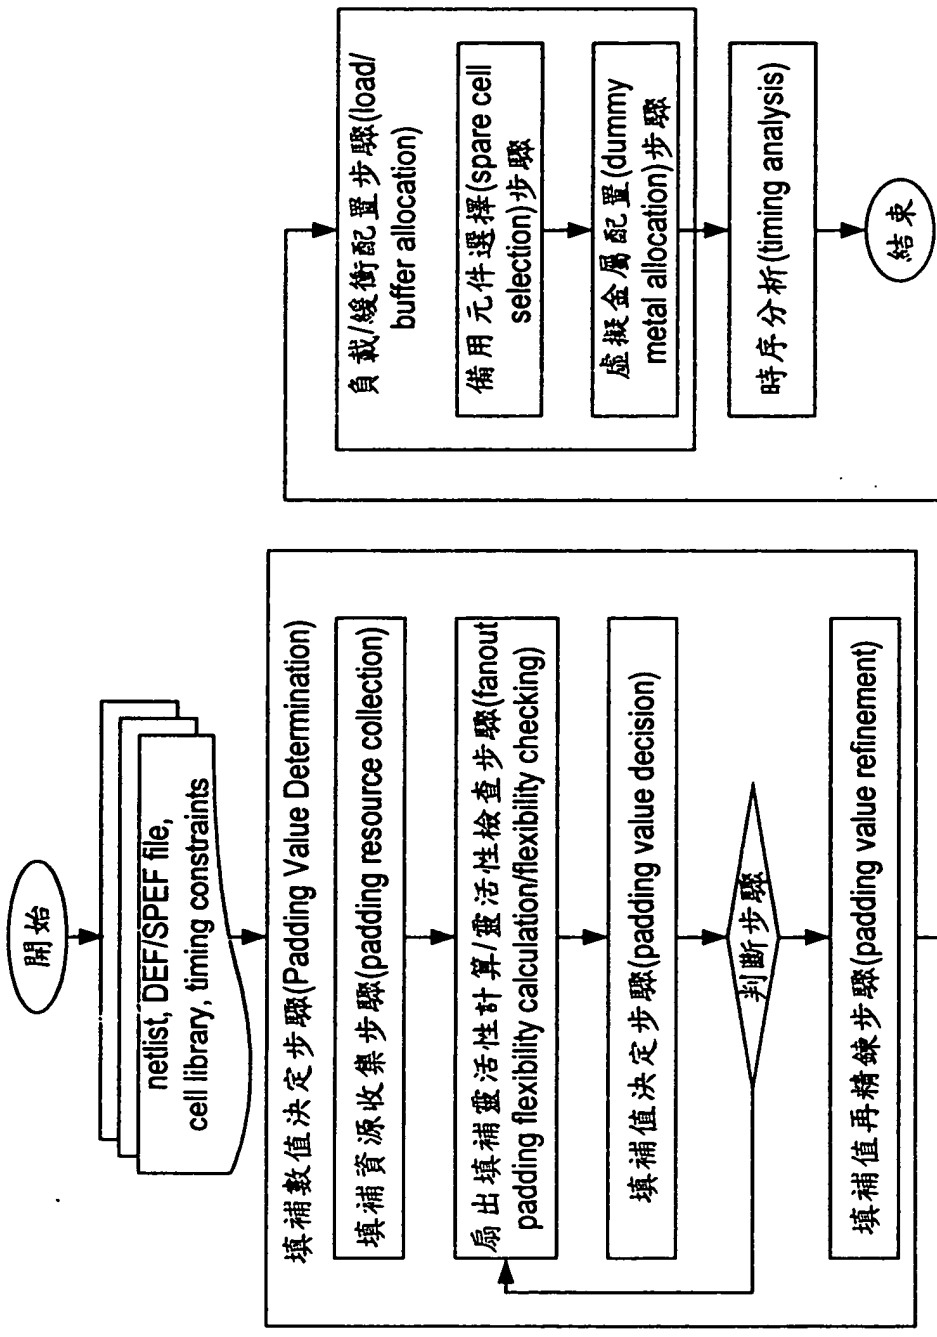 開始
netlist, DEF/SPEF file,
cell library, timing constraints
填補數值決定步驟(Padding Value Determination)
填補資源收集步驟(padding resource collection)
扇出填補靈活性計算/靈活性檢查步驟(fanout
padding flexibility calculation/flexibility checking)
填補值決定步驟(padding value decision)
判斷步驟
填補值再精鍊步驟(padding value refinement)
負載/緩衝配置步驟(load/
buffer allocation)
備用元件選擇(spare cell
selection)步驟
虛擬金屬配置(dummy
metal allocation)步驟
時序分析(timing analysis)
結束